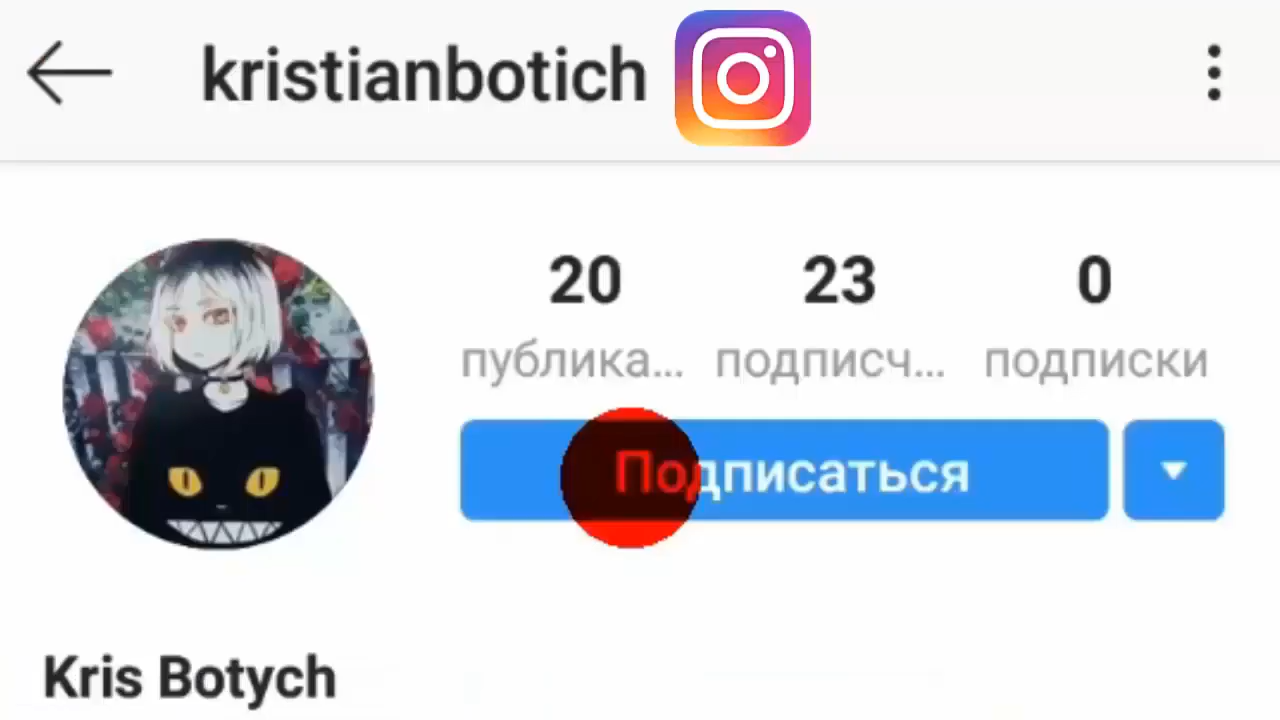 kristianbotich
20 23 0
публика... подписч... подписки
Подписаться
Kris Botych